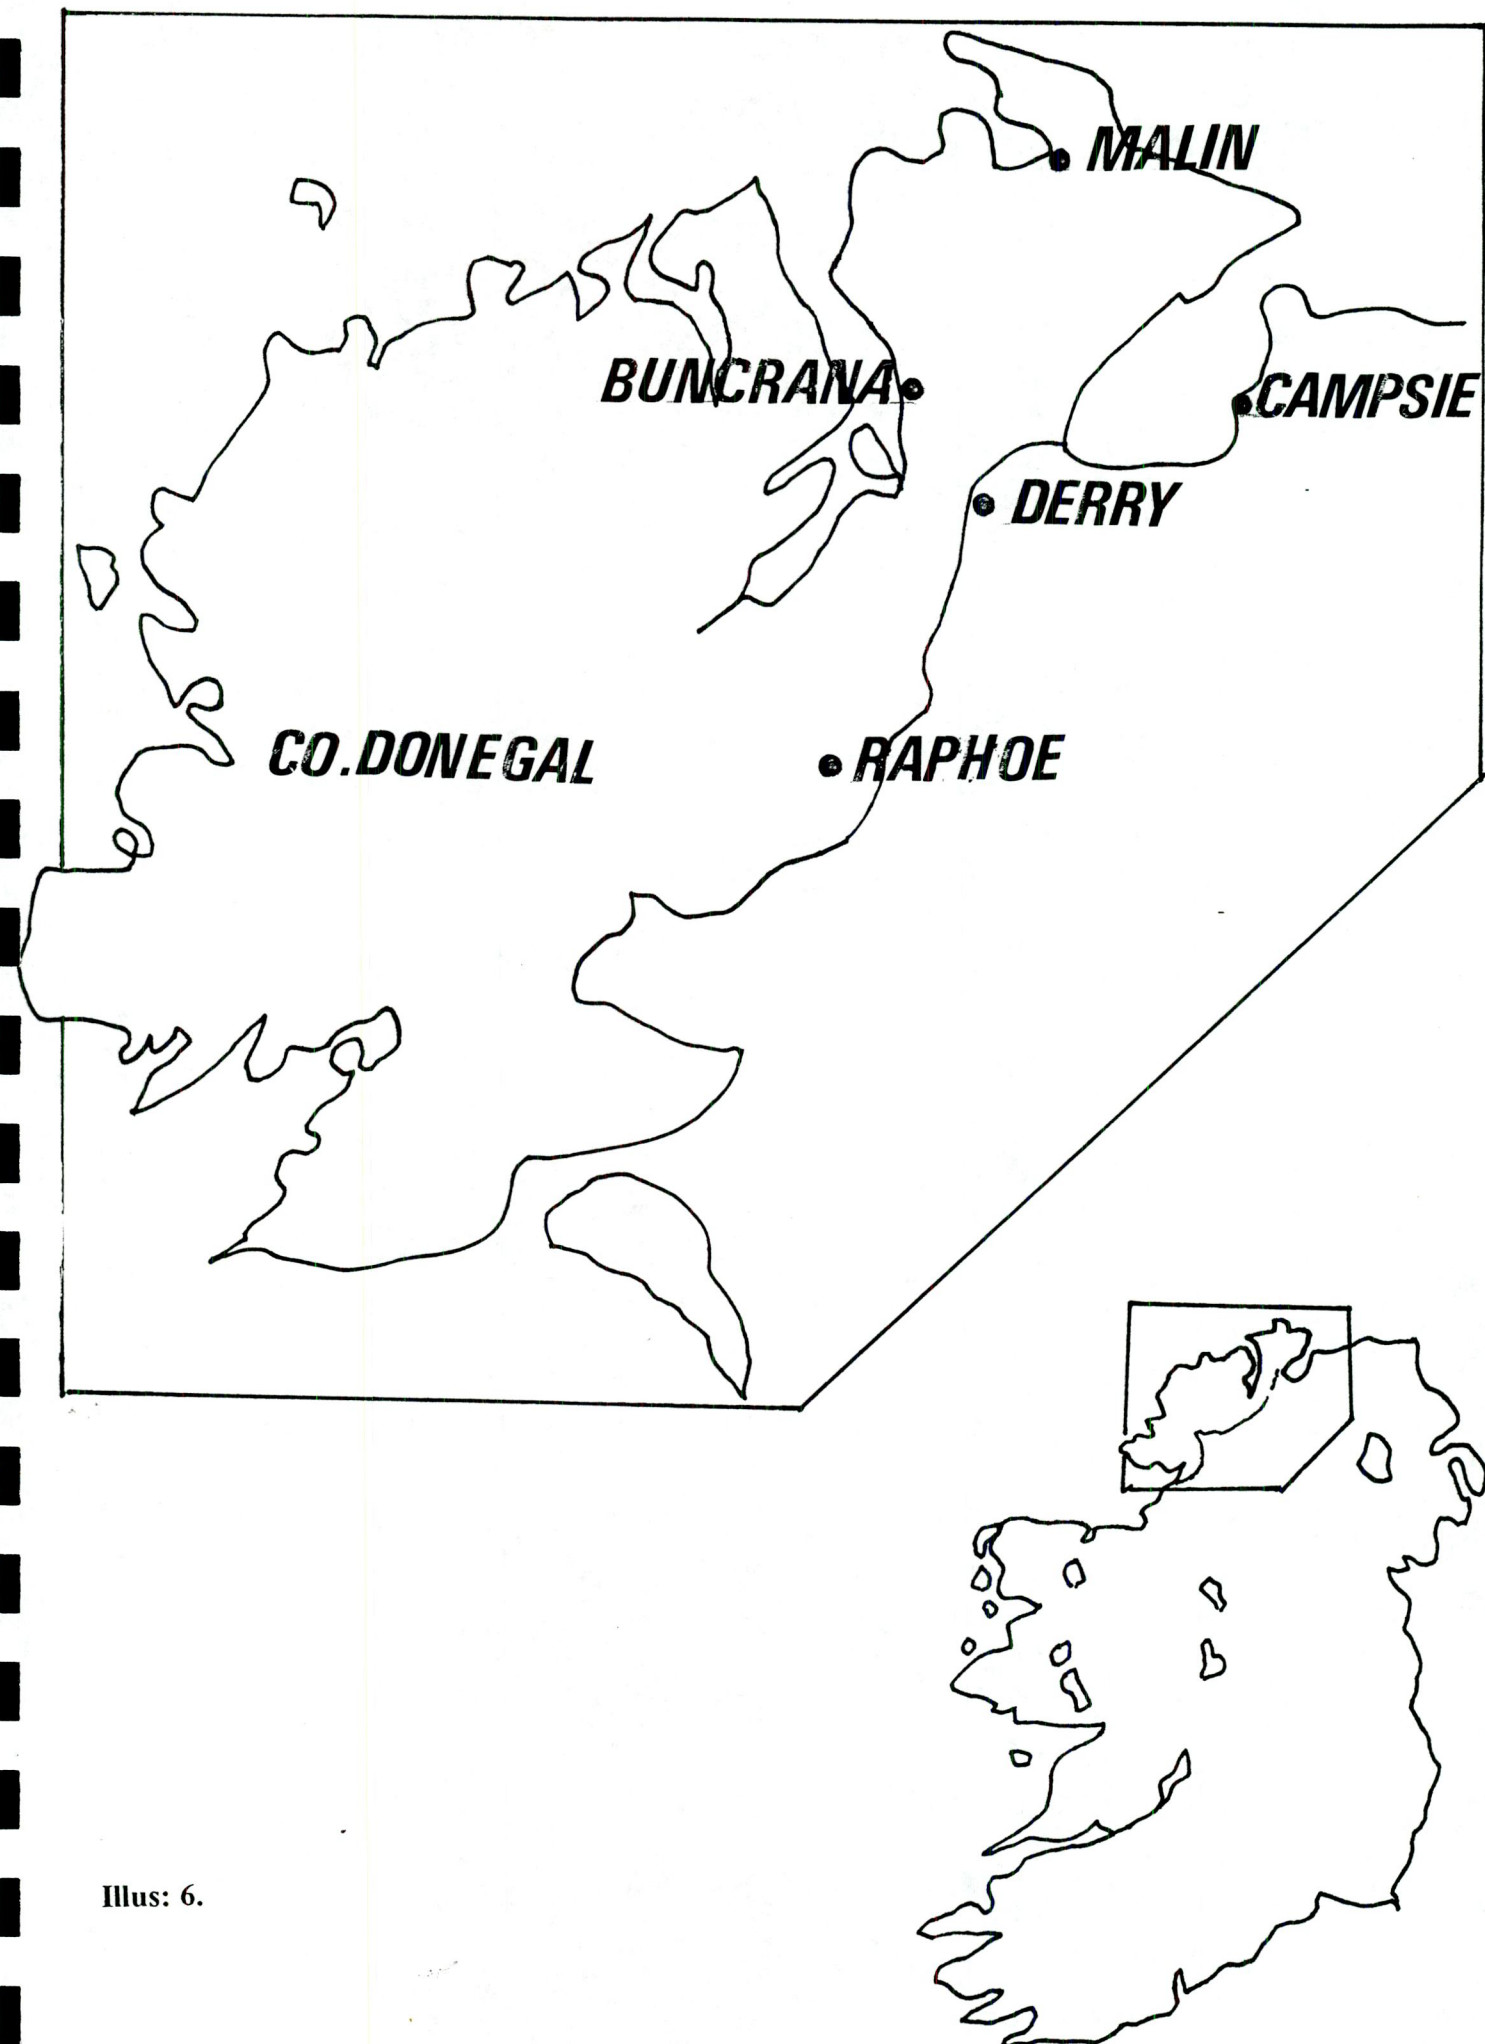 MALIN
BUNCRANA
CAMPSIE
DERRY
CO.DONEGAL
RAPHOE
Illus: 6.